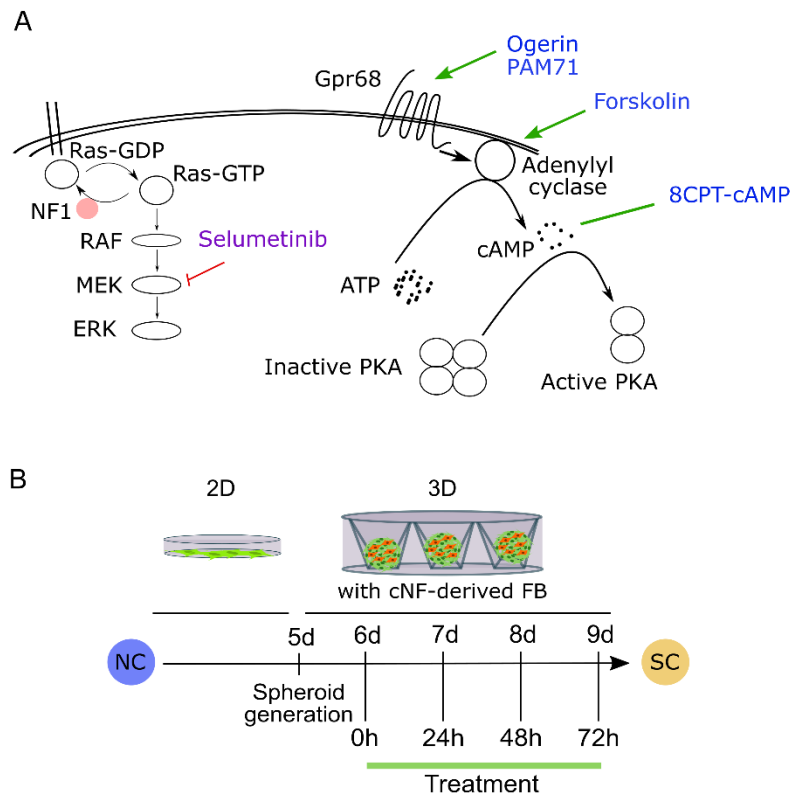 A
Ogerin
PAM71
Gpr68
Forskolin
Ras-GDP
Ras-GTP
Adenylyl
cyclase
NF1
8CPT-cAMP
RAF
Selumetinib
cAMP
MEK
ATP
ERK
Inactive PKA
Active PKA
B
2D
3D
with cNF-derived FB
5d
6d
7d
8d
9d
NC
SC
Spheroid
generation
0h
24h
48h
72h
Treatment